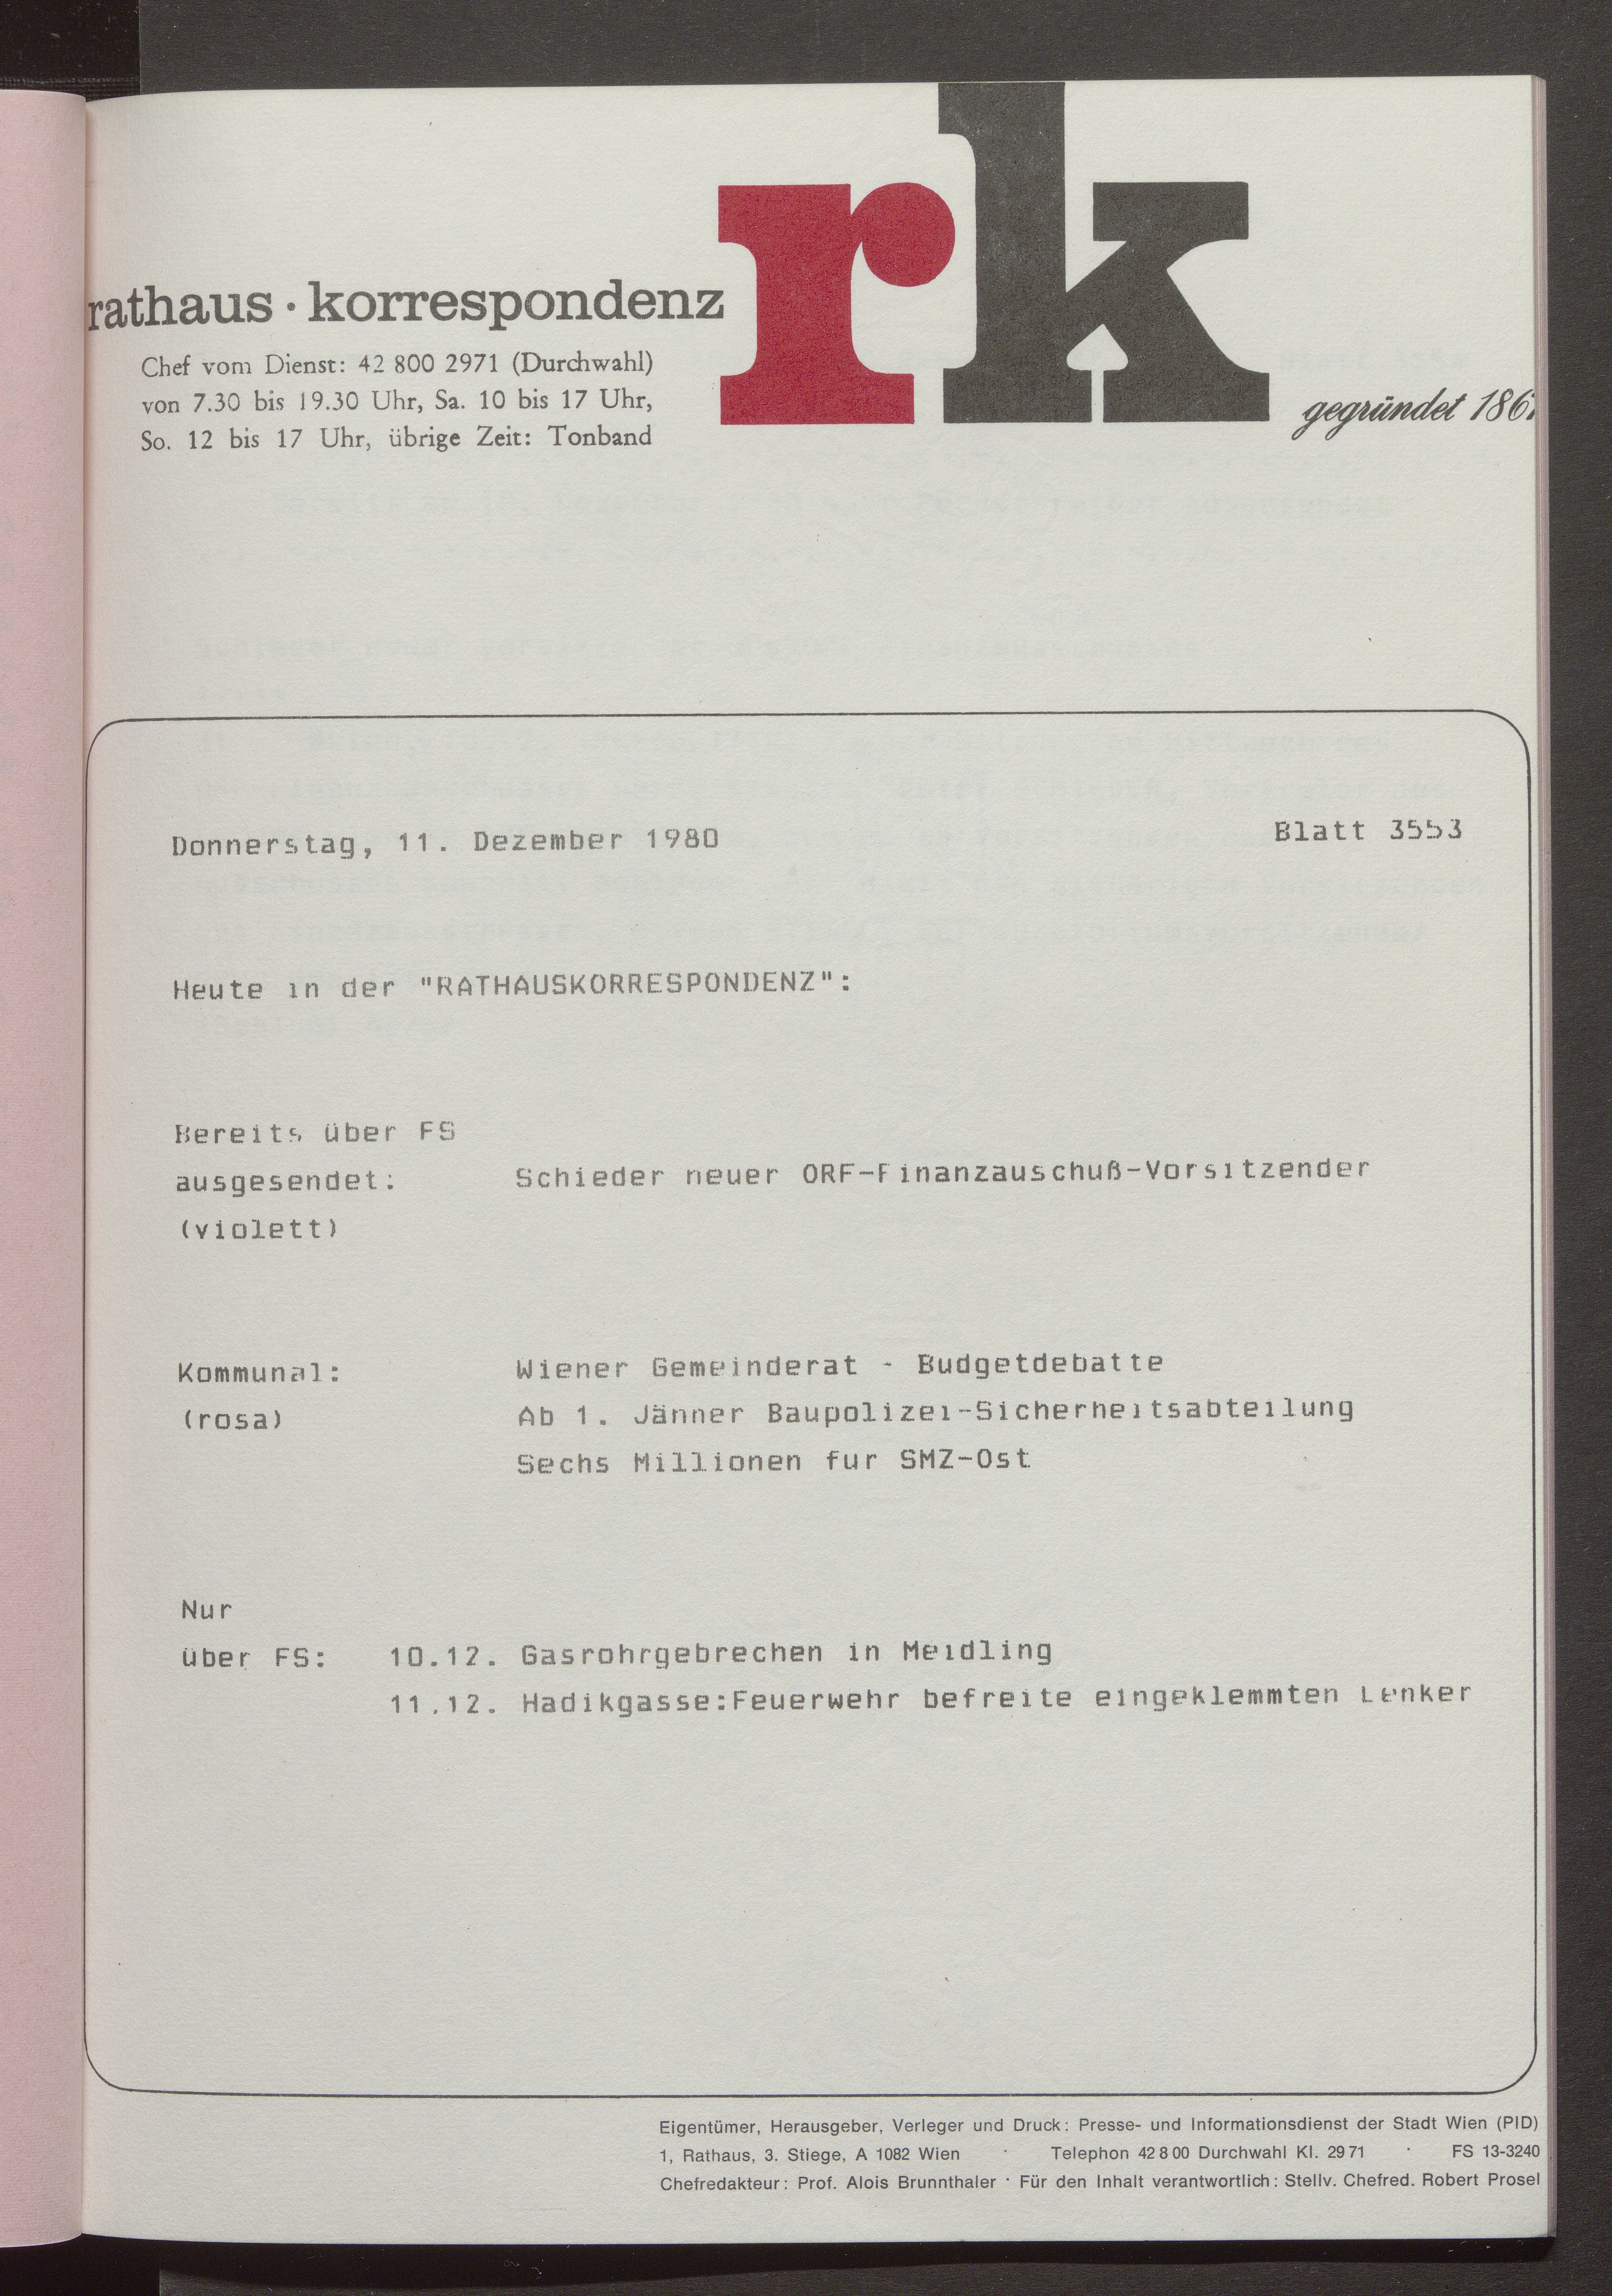 rk
rathaus · korrespondenz
Chef vom Dienst: 42 800 2971 (Durchwahl)
von 7.30 bis 19.30 Uhr, Sa. 10 bis 17 Uhr,
So. 12 bis 17 Uhr, übrige Zeit: Tonband
gegründet 1861
Donnerstag, 11. Dezember 1980 Blatt 3553
Heute in der "RATHAUSKORRESPONDENZ":
Bereits über FS
ausgesendet: Schieder neuer ORF-Finanzauschuß-Vorsitzender
(violett)
Kommunal: Wiener Gemeinderat - Budgetdebatte
(rosa) Ab 1. Jänner Baupolizei-Sicherheitsabteilung
Sechs Millionen fur SMZ-Ost
Nur
über FS: 10.12. Gasrohrgebrechen in Meidling
11.12. Hadikgasse:Feuerwehr befreite eingeklemmten Lenker
Eigentümer, Herausgeber, Verleger und Druck: Presse- und Informationsdienst der Stadt Wien (PID)
1, Rathaus, 3. Stiege, A 1082 Wien · Telephon 42 8 00 Durchwahl Kl. 29 71 · FS 13-3240
Chefredakteur: Prof. Alois Brunnthaler · Für den Inhalt verantwortlich: Stellv. Chefred. Robert Prosel